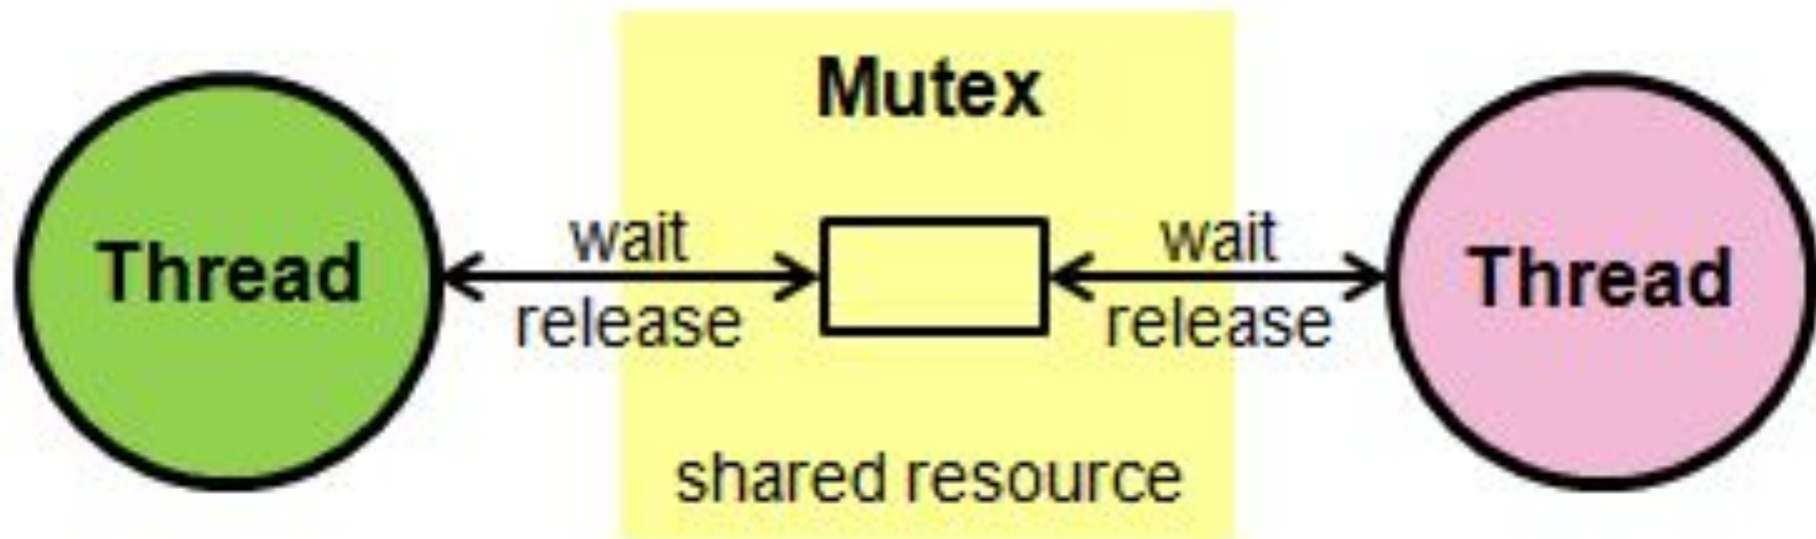 Mutex
Thread
wait
release
wait
release
Thread
shared resource